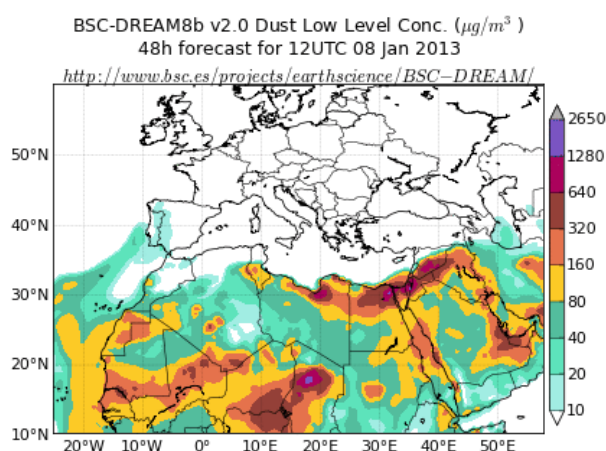 BSC-DREAM8b v2.0 Dust Low Level Conc. (μg/m³ )
48h forecast for 12UTC 08 Jan 2013
http://www.bsc.es/projects/earthscience/BSC−DREAM/
50°N
40°N
30°N
20°N
10°N
20°W
10°W
0°
10°E
20°E
30°E
40°E
50°E
2650
1280
640
320
160
80
40
20
10